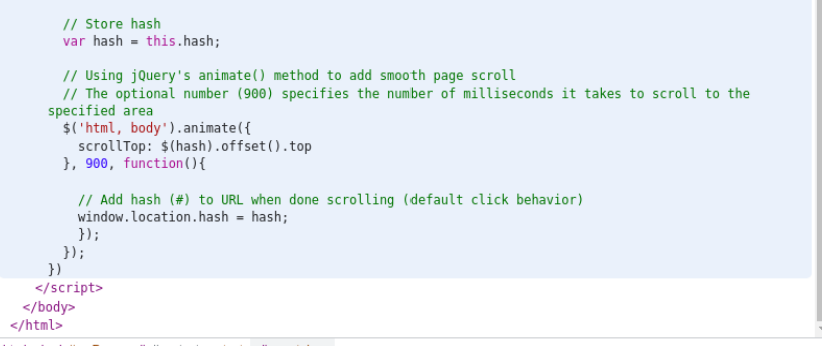 // Store hash
var hash = this.hash;
// Using jQuery's animate() method to add smooth page scroll
// The optional number (900) specifies the number of milliseconds it takes to scroll to the
specified area
$('html, body').animate({
scrollTop: $(hash).offset().top
}, 900, function(){
// Add hash (#) to URL when done scrolling (default click behavior)
window.location.hash = hash;
});
});
})
</script>
</body>
</html>